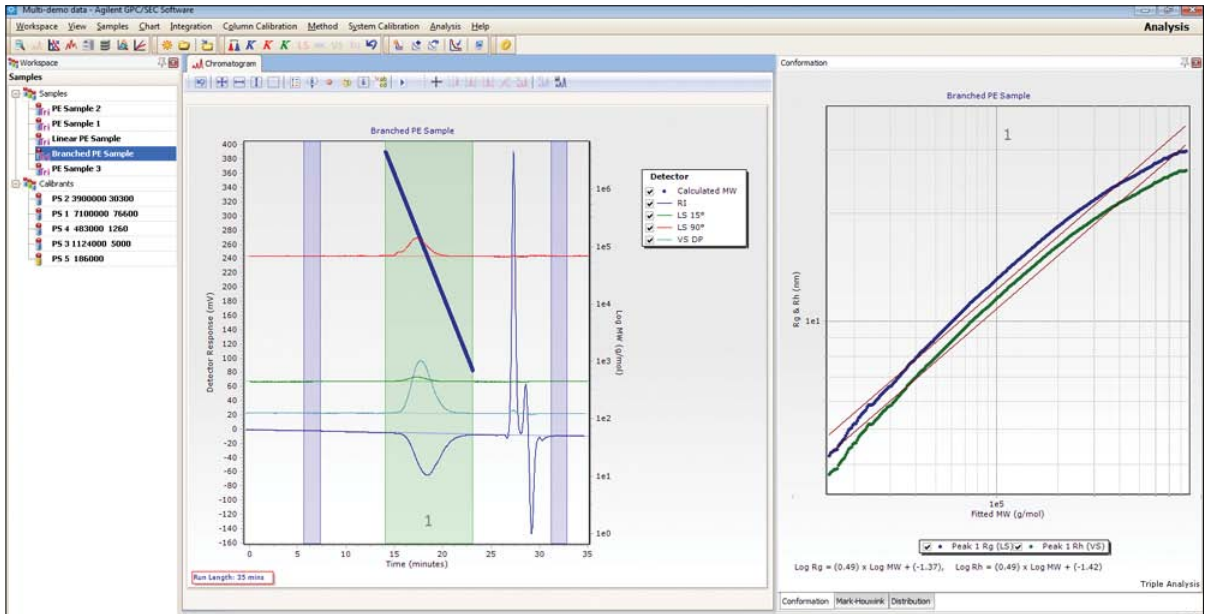 Multi-demo data - Agilent GPC/SEC Software
Workspace View Samples Chart Integration Column Calibration Method System Calibration Analysis Help
Analysis
K K K LS VS
Workspace
Samples
Samples
PE Sample 2
PE Sample 1
Linear PE Sample
Branched PE Sample
PE Sample 3
Calibrants
PS 2 3900000 30300
PS 1 7100000 76600
PS 4 483000 1260
PS 3 1124000 5000
PS 5 186000
Chromatogram
Branched PE Sample
400
380
360
340
320
300
280
260
240
220
200
180
160
140
120
100
80
60
40
20
0
-20
-40
-60
-80
-100
-120
-140
-160
Detector Response (mV)
1e6
1e5
1e4
1e3
1e2
1e1
1e0
Log MW (g/mol)
1
0 5 10 15 20 25 30 35
Time (minutes)
Run Length: 35 mins
Detector
Calculated MW
RI
LS 15°
LS 90°
VS DP
Conformation
Branched PE Sample
1
Rg & Rh (nm)
1e1
1e5
Fitted MW (g/mol)
Peak 1 Rg (LS) Peak 1 Rh (VS)
Log Rg = (0.49) x Log MW + (-1.37), Log Rh = (0.49) x Log MW + (-1.42)
Triple Analysis
Conformation Mark-Houwink Distribution